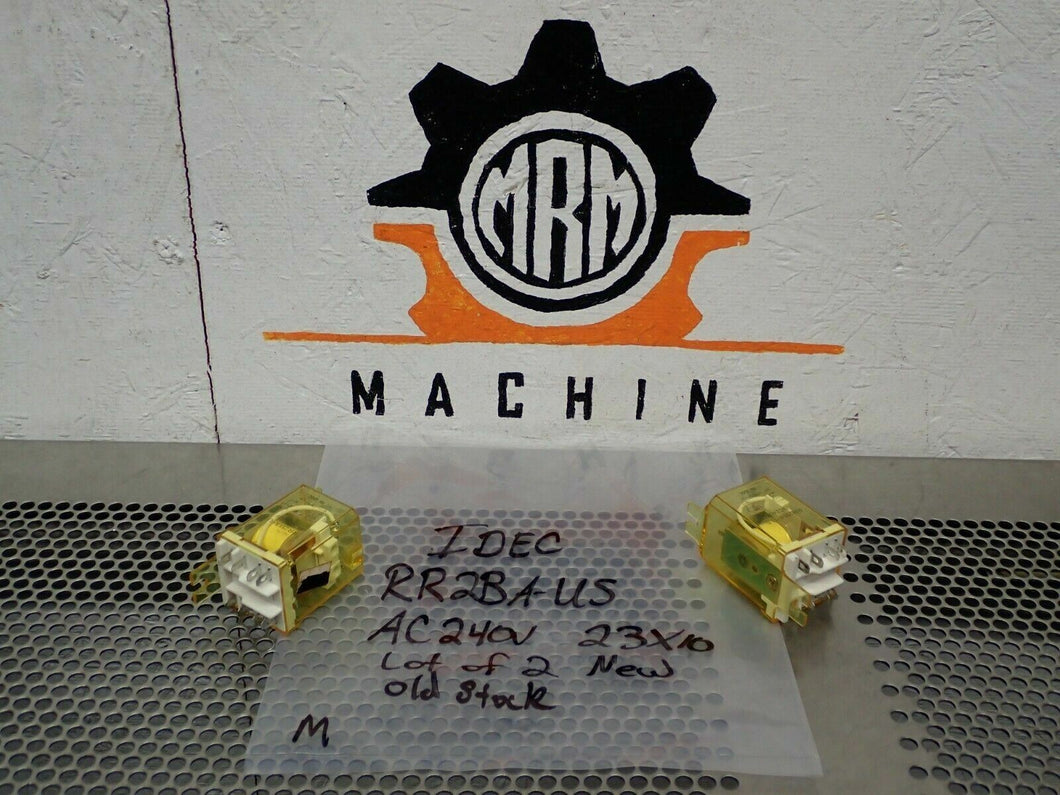 MRM
MACHINE
IDEC
RR2BA-US
AC240V 23X10
Lot of 2 New
Old Stock
M